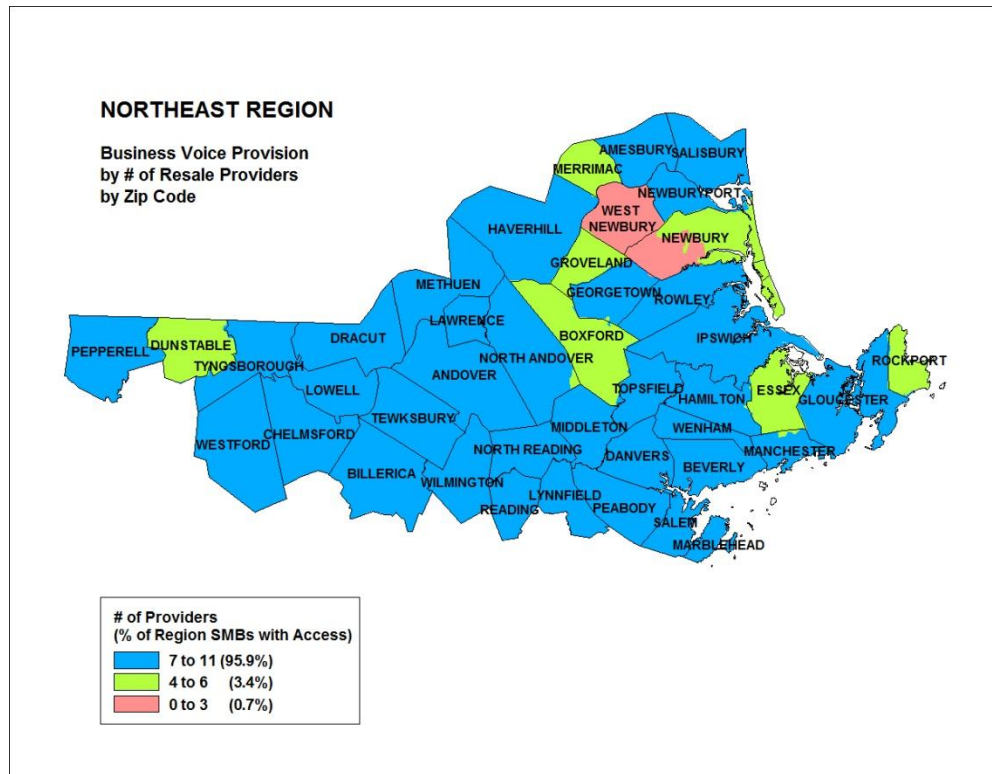 NORTHEAST REGION
Business Voice Provision
by # of Resale Providers
by Zip Code
AMESBURY
SALISBURY
MERRIMAC
NEWBURYPORT
WEST
NEWBURY
HAVERHILL
NEWBURY
GROVELAND
METHUEN
GEORGETOWN
ROWLEY
LAWRENCE
DRACUT
BOXFORD
IPSWICH
PEPPERELL
DUNSTABLE
TYNGSBOROUGH
NORTH ANDOVER
ROCKPORT
ANDOVER
LOWELL
TOPSFIELD
HAMILTON
ESSEX
GLOUCESTER
TEWKSBURY
MIDDLETON
WENHAM
CHELMSFORD
WESTFORD
NORTH READING
DANVERS
MANCHESTER
BILLERICA
WILMINGTON
LYNNFIELD
BEVERLY
READING
PEABODY
SALEM
MARBLEHEAD
# of Providers
(% of Region SMBs with Access)
7 to 11 (95.9%)
4 to 6 (3.4%)
0 to 3 (0.7%)